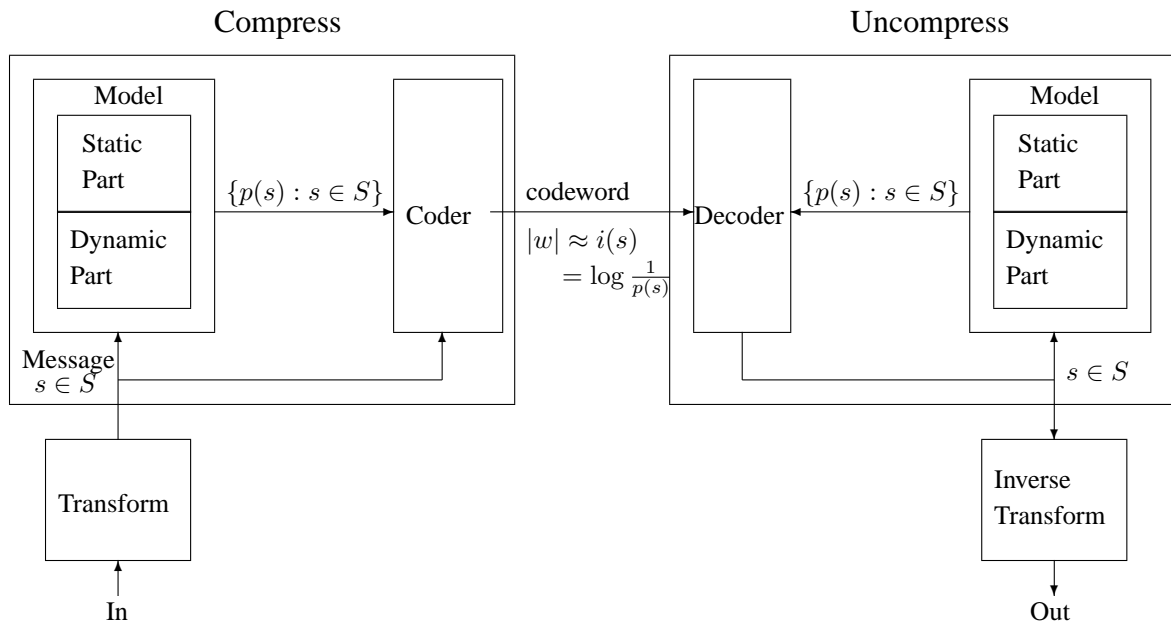 Compress
Uncompress
Model
Static
Part
Dynamic
Part
{p(s) : s ∈ S}
Coder
codeword
|w| ≈ i(s)
= log 1/p(s)
Decoder
{p(s) : s ∈ S}
Model
Static
Part
Dynamic
Part
Message
s ∈ S
s ∈ S
Transform
Inverse
Transform
In
Out